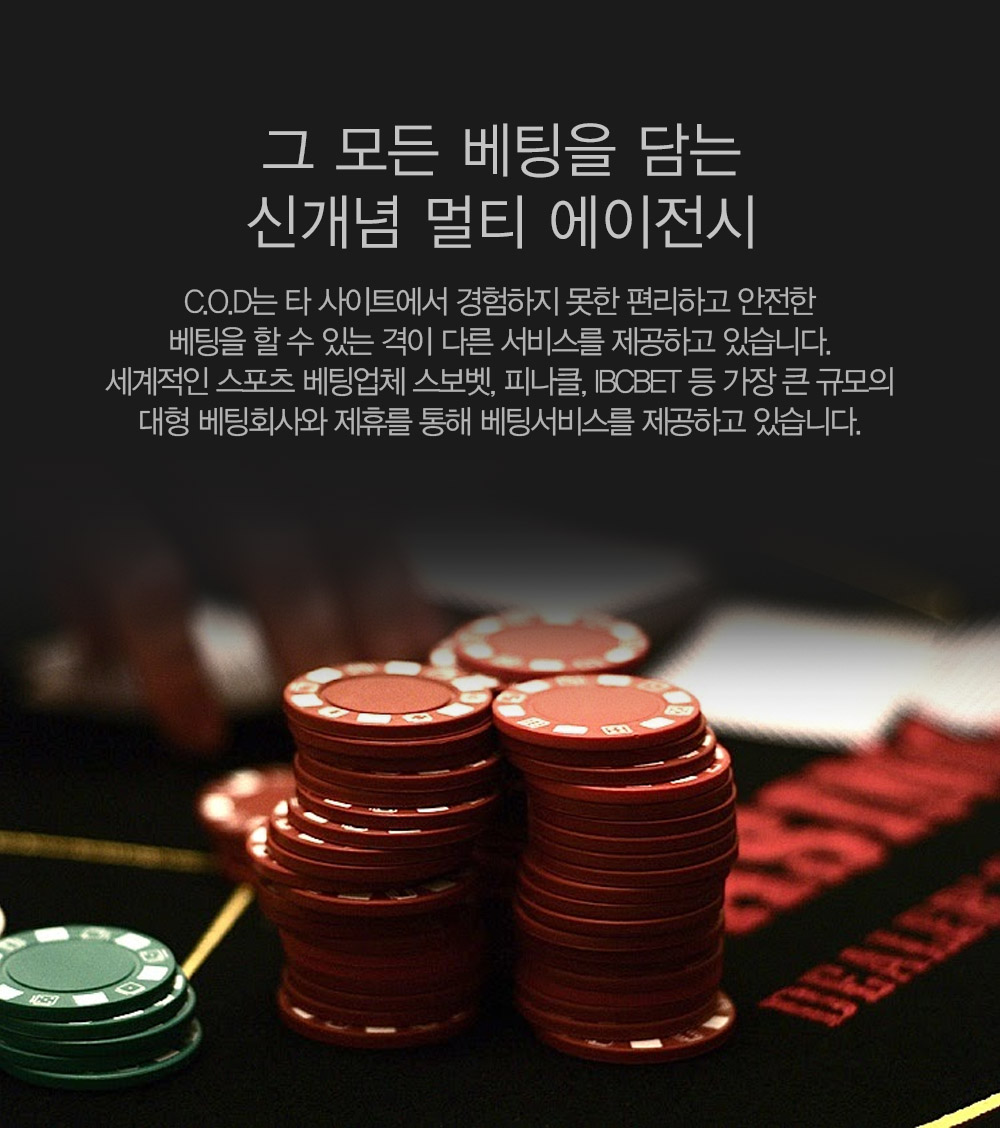 그 모든 베팅을 담는
신개념 멀티 에이전시
C.O.D는 타 사이트에서 경험하지 못한 편리하고 안전한
베팅을 할 수 있는 격이 다른 서비스를 제공하고 있습니다.
세계적인 스포츠 베팅업체 스보벳, 피나클, IBCBET 등 가장 큰 규모의
대형 베팅회사와 제휴를 통해 베팅서비스를 제공하고 있습니다.